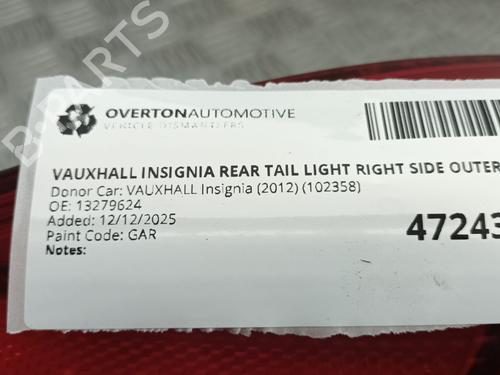 OVERTONAUTOMOTIVE
VEHICLE DISMANTLERS
VAUXHALL INSIGNIA REAR TAIL LIGHT RIGHT SIDE OUTER
Donor Car: VAUXHALL Insignia (2012) (102358)
OE: 13279624
Added: 12/12/2025
Paint Code: GAR
Notes:
47243
B-PARTS